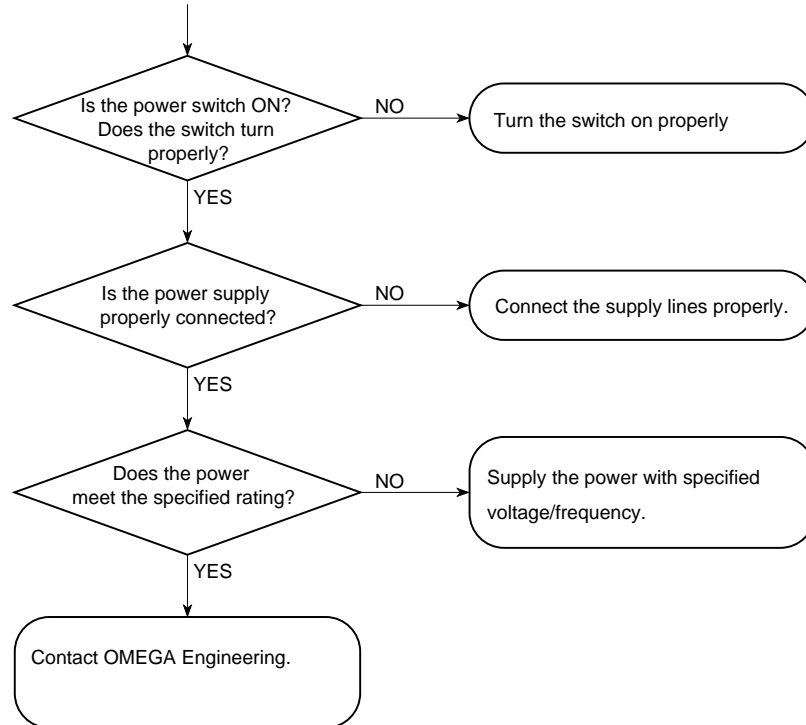 Is the power switch ON?
Does the switch turn
properly?
NO
Turn the switch on properly
YES
Is the power supply
properly connected?
NO
Connect the supply lines properly.
YES
Does the power
meet the specified rating?
NO
Supply the power with specified
voltage/frequency.
YES
Contact OMEGA Engineering.